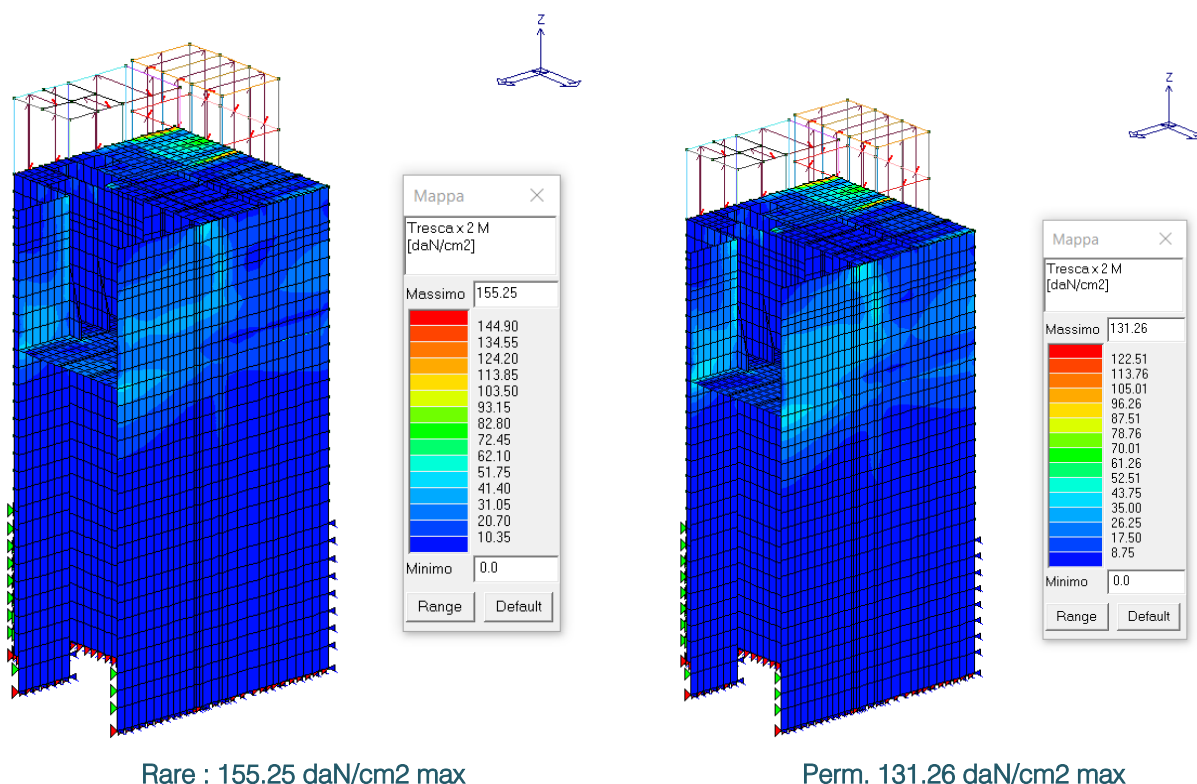 Z
Mappa
Tresca x 2 M
[daN/cm2]
Massimo 155.25
144.90
134.55
124.20
113.85
103.50
93.15
82.80
72.45
62.10
51.75
41.40
31.05
20.70
10.35
Minimo 0.0
Range Default
Rare : 155.25 daN/cm2 max
Z
Mappa
Tresca x 2 M
[daN/cm2]
Massimo 131.26
122.51
113.76
105.01
96.26
87.51
78.76
70.01
61.26
52.51
43.75
35.00
26.25
17.50
8.75
Minimo 0.0
Range Default
Perm. 131.26 daN/cm2 max